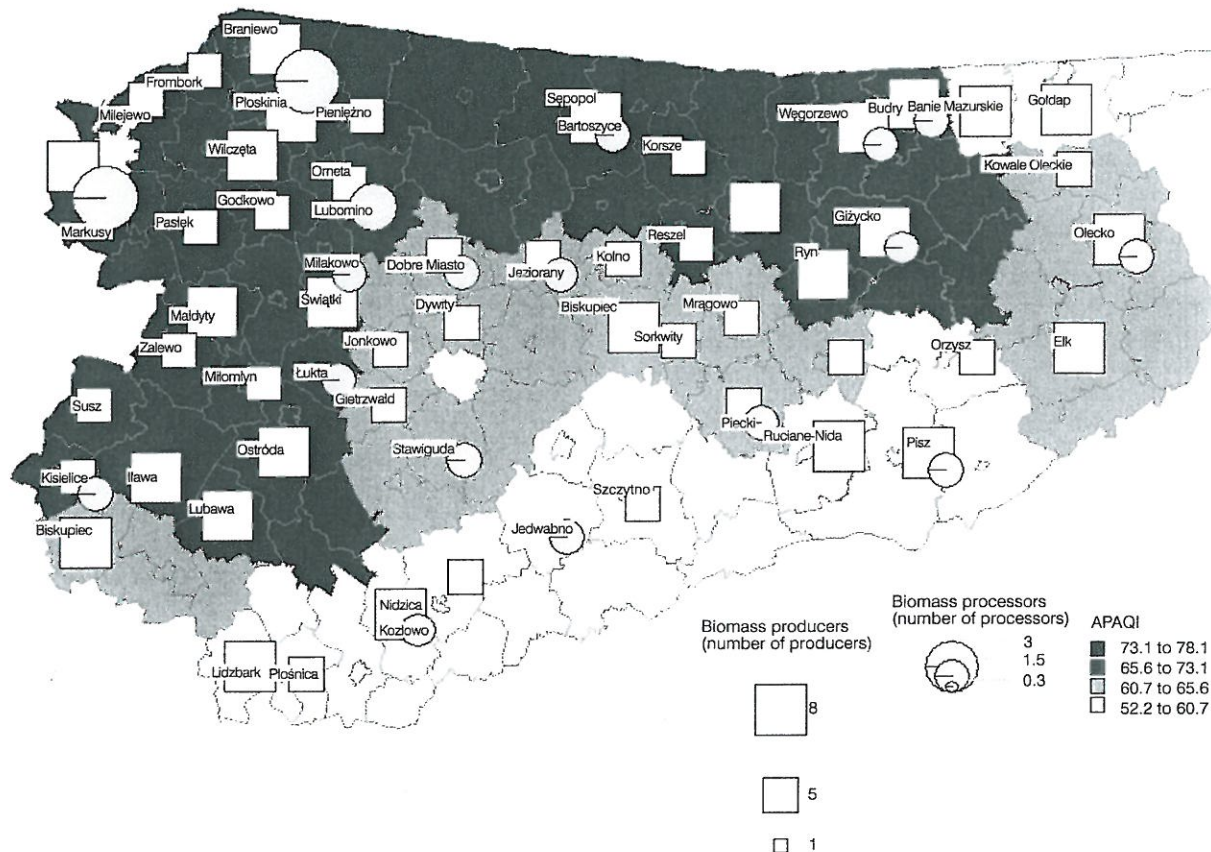 Braniewo
Frombork
Płoskinia
Milejewo
Pieniężno
Sępopol
Bartoszyce
Węgorzewo
Budry
Banie Mazurskie
Gołdap
Wilczęta
Korsze
Kowale Oleckie
Orneta
Godkowo
Lubomino
Markusy
Pasłęk
Reszel
Giżycko
Olecko
Miłakowo
Dobre Miasto
Jeziorany
Kolno
Ryn
Świątki
Małdyty
Dywity
Biskupiec
Mrągowo
Sorkwity
Zalewo
Jonkowo
Orzysz
Ełk
Miłomłyn
Łukta
Gietrzwałd
Susz
Piecki
Ruciane-Nida
Pisz
Ostróda
Stawiguda
Kisielice
Iława
Szczytno
Lubawa
Biskupiec
Jedwabno
Nidzica
Kozłowo
Lidzbark
Płośnica
Biomass producers
(number of producers)
8
5
1
Biomass processors
(number of processors)
3
1.5
0.3
APAQI
73.1 to 78.1
65.6 to 73.1
60.7 to 65.6
52.2 to 60.7